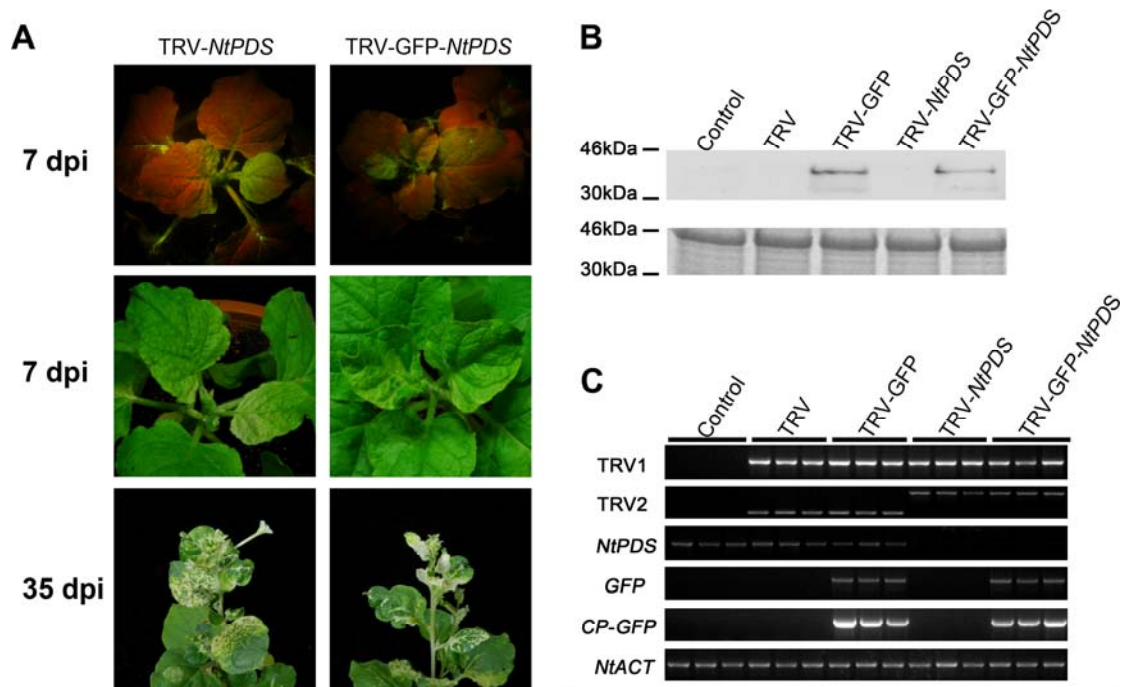 A
TRV-NtPDS
TRV-GFP-NtPDS
7 dpi
7 dpi
35 dpi
B
Control
TRV
TRV-GFP
TRV-NtPDS
TRV-GFP-NtPDS
46kDa
30kDa
46kDa
30kDa
C
Control
TRV
TRV-GFP
TRV-NtPDS
TRV-GFP-NtPDS
TRV1
TRV2
NtPDS
GFP
CP-GFP
NtACT